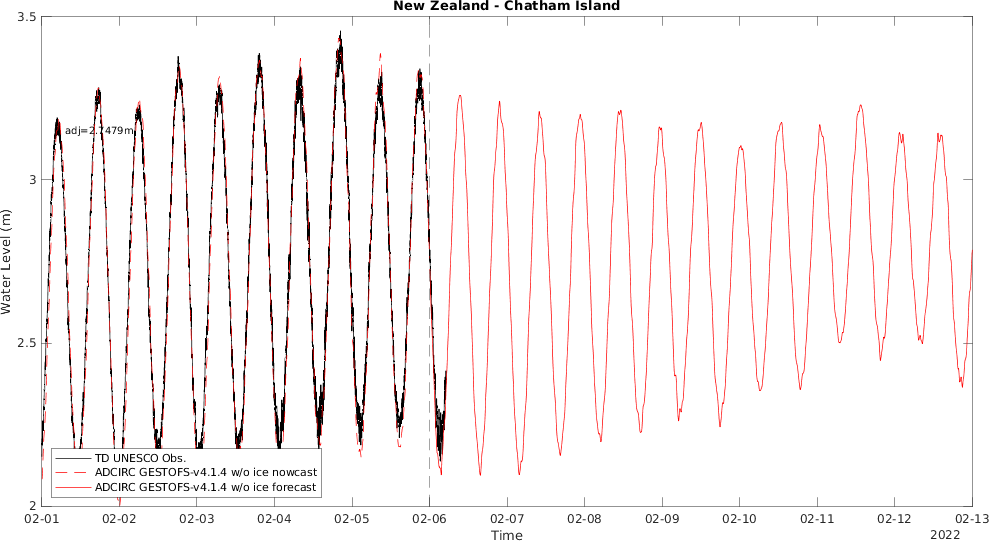 New Zealand - Chatham Island
3.5
3
2.5
2
Water Level (m)
adj=2.7479m
TD UNESCO Obs.
ADCIRC GESTOFS-v4.1.4 w/o ice nowcast
ADCIRC GESTOFS-v4.1.4 w/o ice forecast
02-01 02-02 02-03 02-04 02-05 02-06 02-07 02-08 02-09 02-10 02-11 02-12 02-13
Time
2022